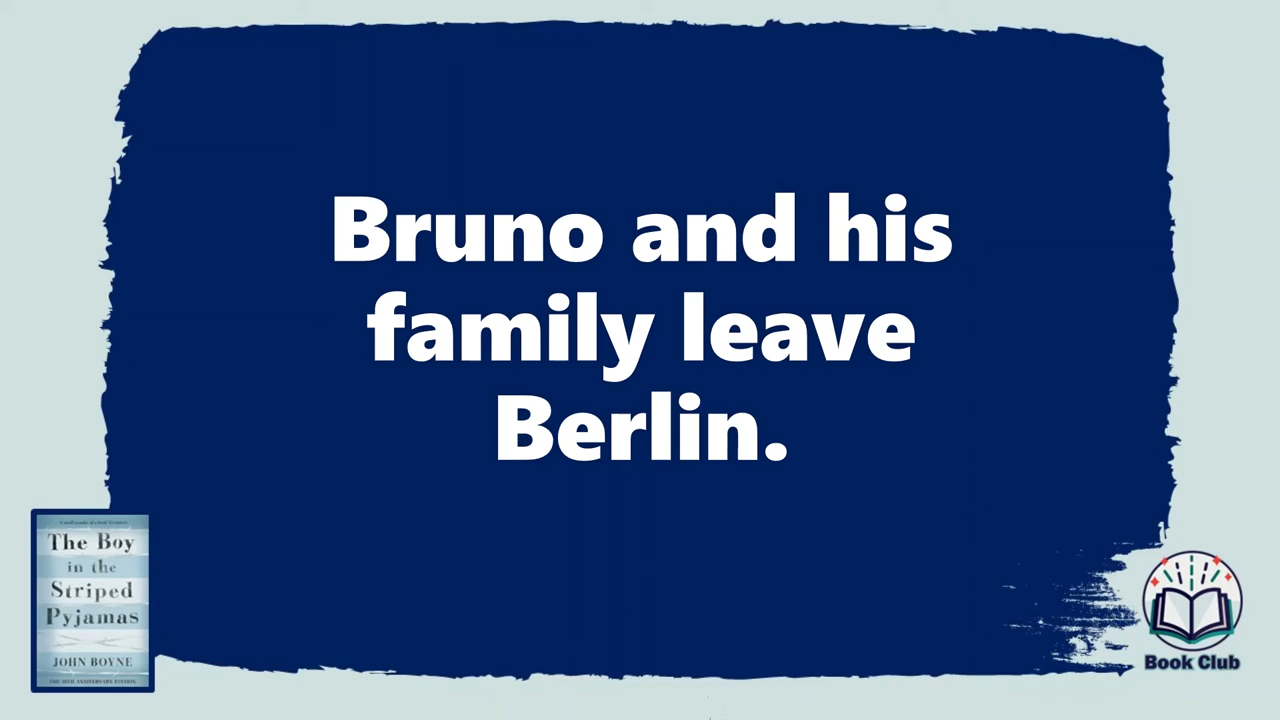 Bruno and his
family leave
Berlin.
The Boy
in the
Striped
Pyjamas
JOHN BOYNE
Book Club